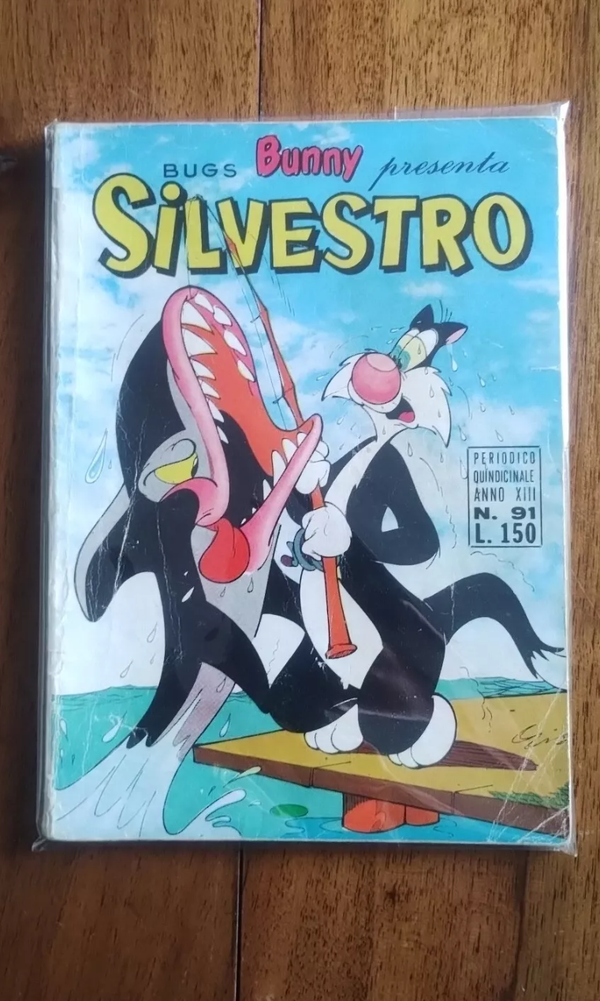 BUGS Bunny presenta
SILVESTRO
PERIODICO
QUINDICINALE
ANNO XIII
N. 91
L. 150